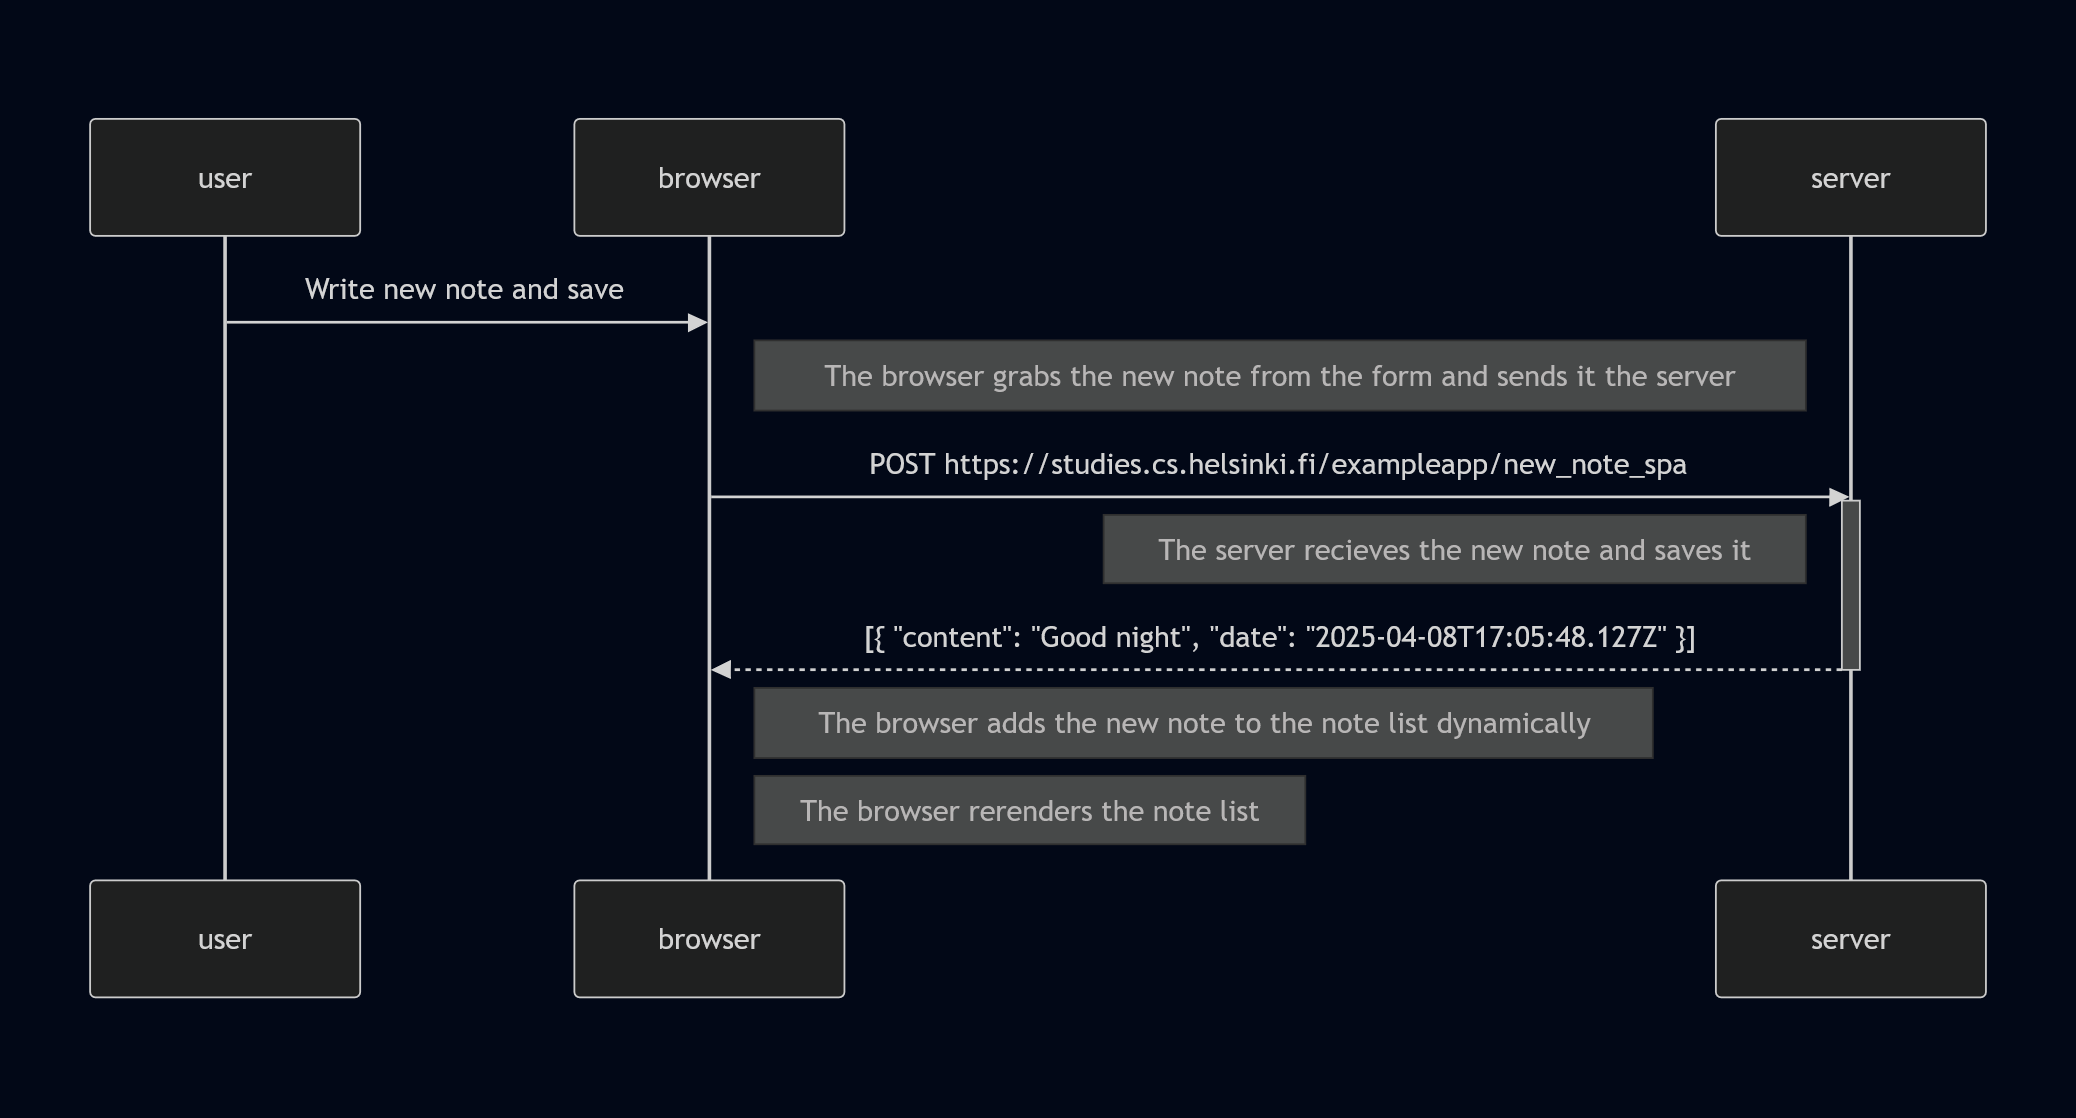 user
browser
server
Write new note and save
The browser grabs the new note from the form and sends it the server
POST https://studies.cs.helsinki.fi/exampleapp/new_note_spa
The server recieves the new note and saves it
[{ "content": "Good night", "date": "2025-04-08T17:05:48.127Z" }]
The browser adds the new note to the note list dynamically
The browser rerenders the note list
user
browser
server